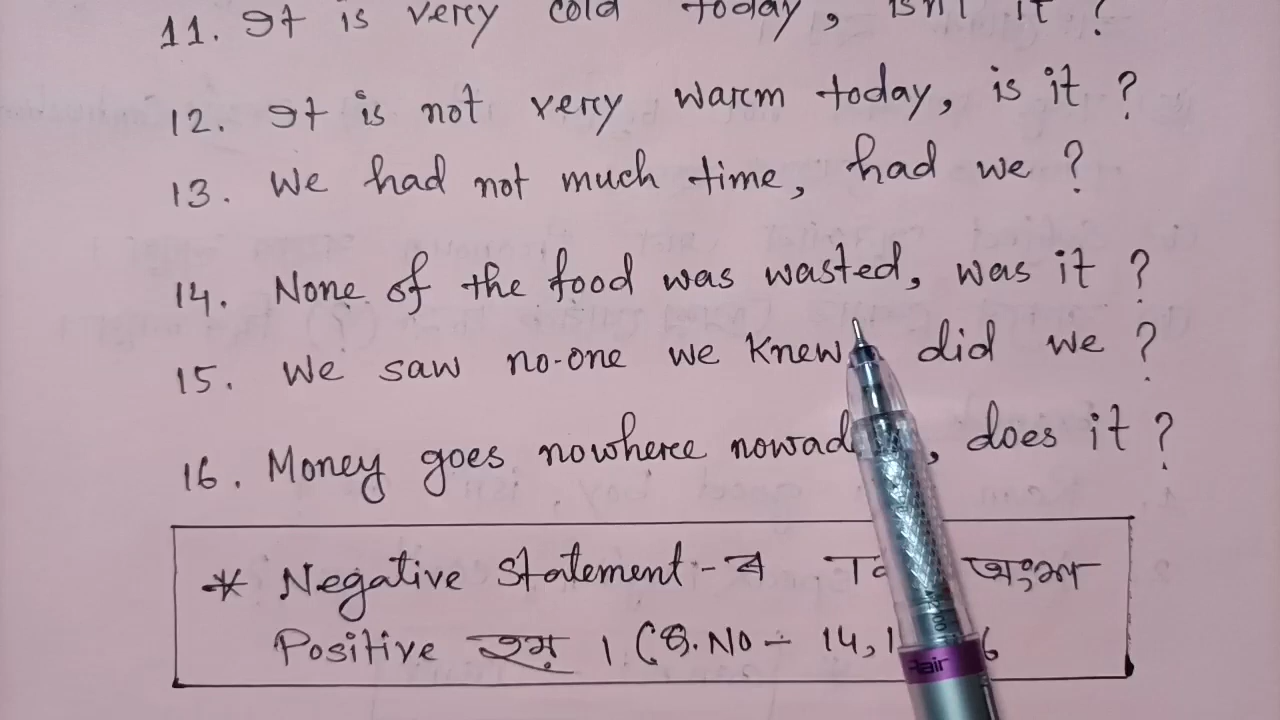 11. It is very cold today, isn't it ?
12. It is not very warm today, is it ?
13. We had not much time, had we ?
14. None of the food was wasted, was it ?
15. We saw no-one we knew did we ?
16. Money goes nowhere , does it ?
* Negative Statement - এ অংশ
Positive হয় । (S.No - 14,
Flair